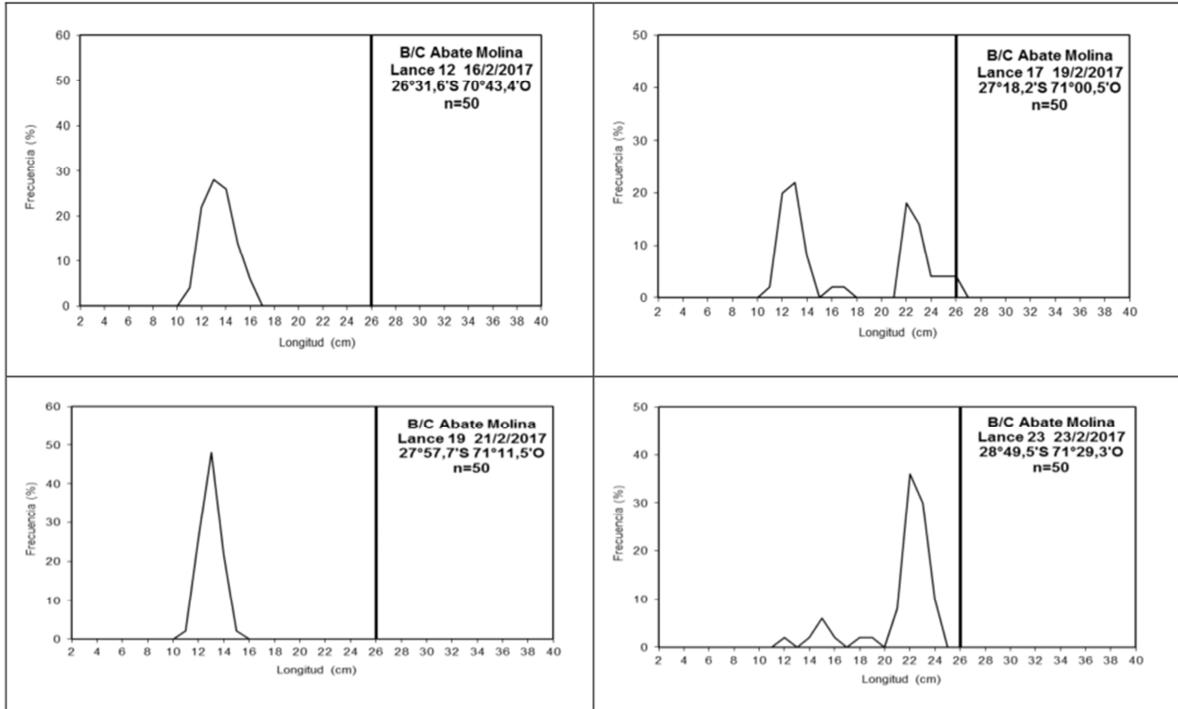 60
50
40
30
20
10
0
Frecuencia (%)
B/C Abate Molina
Lance 12 16/2/2017
26°31,6'S 70°43,4'O
n=50
2 4 6 8 10 12 14 16 18 20 22 24 26 28 30 32 34 36 38 40
Longitud (cm)
50
40
30
20
10
0
Frecuencia (%)
B/C Abate Molina
Lance 17 19/2/2017
27°18,2'S 71°00,5'O
n=50
2 4 6 8 10 12 14 16 18 20 22 24 26 28 30 32 34 36 38 40
Longitud (cm)
60
50
40
30
20
10
0
Frecuencia (%)
B/C Abate Molina
Lance 19 21/2/2017
27°57,7'S 71°11,5'O
n=50
2 4 6 8 10 12 14 16 18 20 22 24 26 28 30 32 34 36 38 40
Longitud (cm)
50
40
30
20
10
0
Frecuencia (%)
B/C Abate Molina
Lance 23 23/2/2017
28°49,5'S 71°29,3'O
n=50
2 4 6 8 10 12 14 16 18 20 22 24 26 28 30 32 34 36 38 40
Longitud (cm)